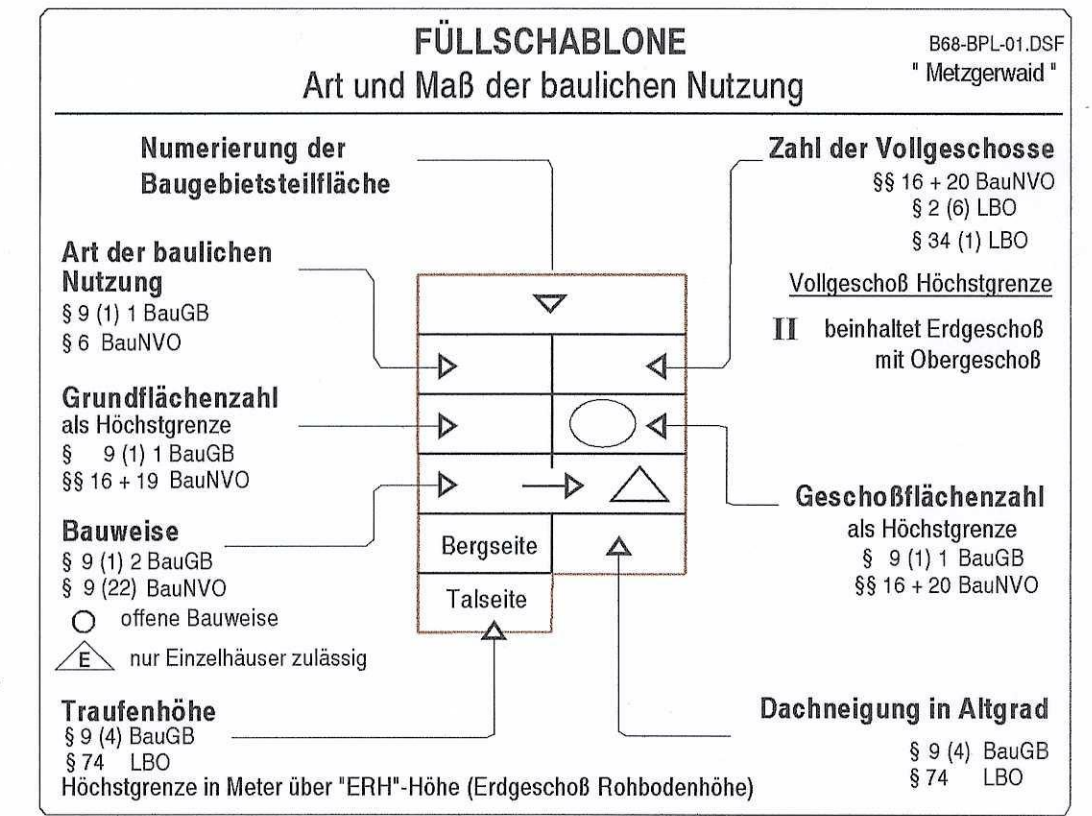 FÜLLSCHABLONE
Art und Maß der baulichen Nutzung
B68-BPL-01.DSF
" Metzgerwaid "
Numerierung der
Baugebietsteilfläche
Art der baulichen
Nutzung
§ 9 (1) 1 BauGB
§ 6 BauNVO
Grundflächenzahl
als Höchstgrenze
§ 9 (1) 1 BauGB
§§ 16 + 19 BauNVO
Bauweise
§ 9 (1) 2 BauGB
§ 9 (22) BauNVO
O offene Bauweise
E nur Einzelhäuser zulässig
Traufenhöhe
§ 9 (4) BauGB
§ 74 LBO
Höchstgrenze in Meter über "ERH"-Höhe (Erdgeschoß Rohbodenhöhe)
Bergseite
Talseite
Zahl der Vollgeschosse
§§ 16 + 20 BauNVO
§ 2 (6) LBO
§ 34 (1) LBO
Vollgeschoß Höchstgrenze
II beinhaltet Erdgeschoß
mit Obergeschoß
Geschoßflächenzahl
als Höchstgrenze
§ 9 (1) 1 BauGB
§§ 16 + 20 BauNVO
Dachneigung in Altgrad
§ 9 (4) BauGB
§ 74 LBO